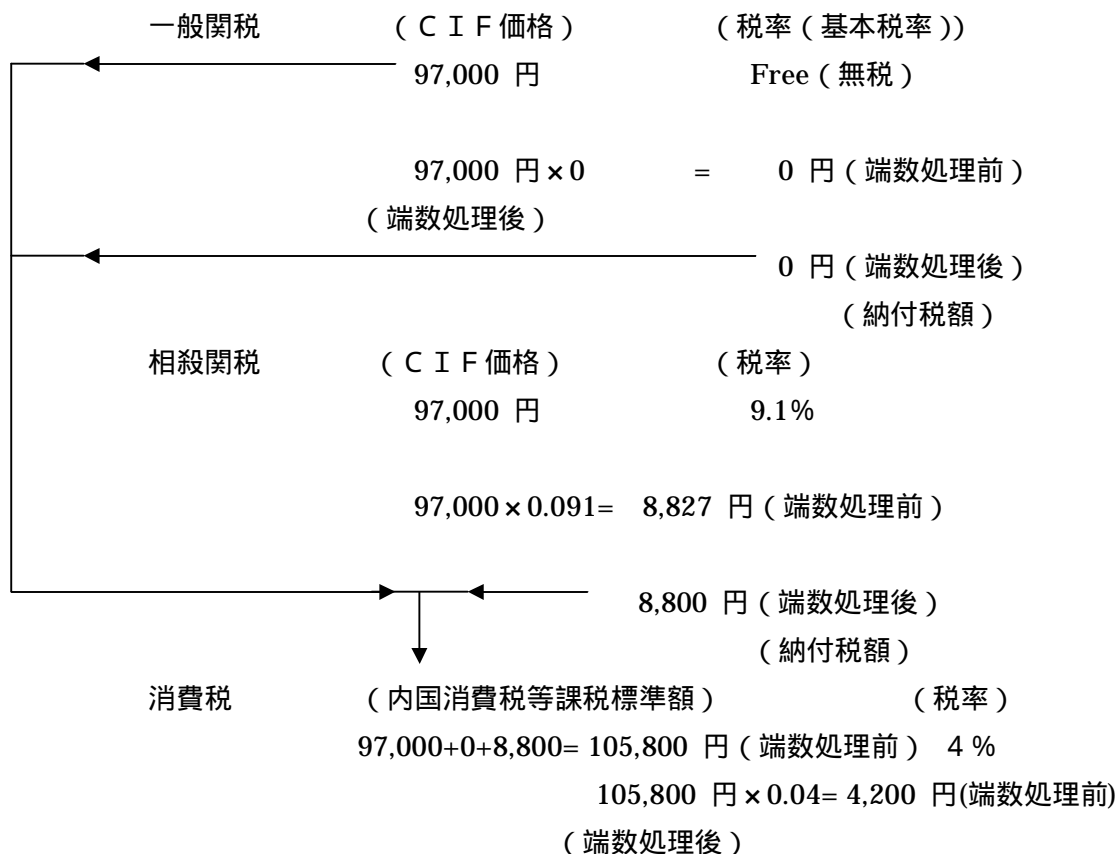 一般関税 (ＣＩＦ価格) (税率(基本税率))
97,000 円 Free(無税)
97,000 円×0 = 0 円(端数処理前)
(端数処理後)
0 円(端数処理後)
(納付税額)
相殺関税 (ＣＩＦ価格) (税率)
97,000 円 9.1%
97,000×0.091= 8,827 円(端数処理前)
8,800 円(端数処理後)
(納付税額)
消費税 (内国消費税等課税標準額) (税率)
97,000+0+8,800= 105,800 円(端数処理前) 4%
105,800 円×0.04= 4,200 円(端数処理前)
(端数処理後)